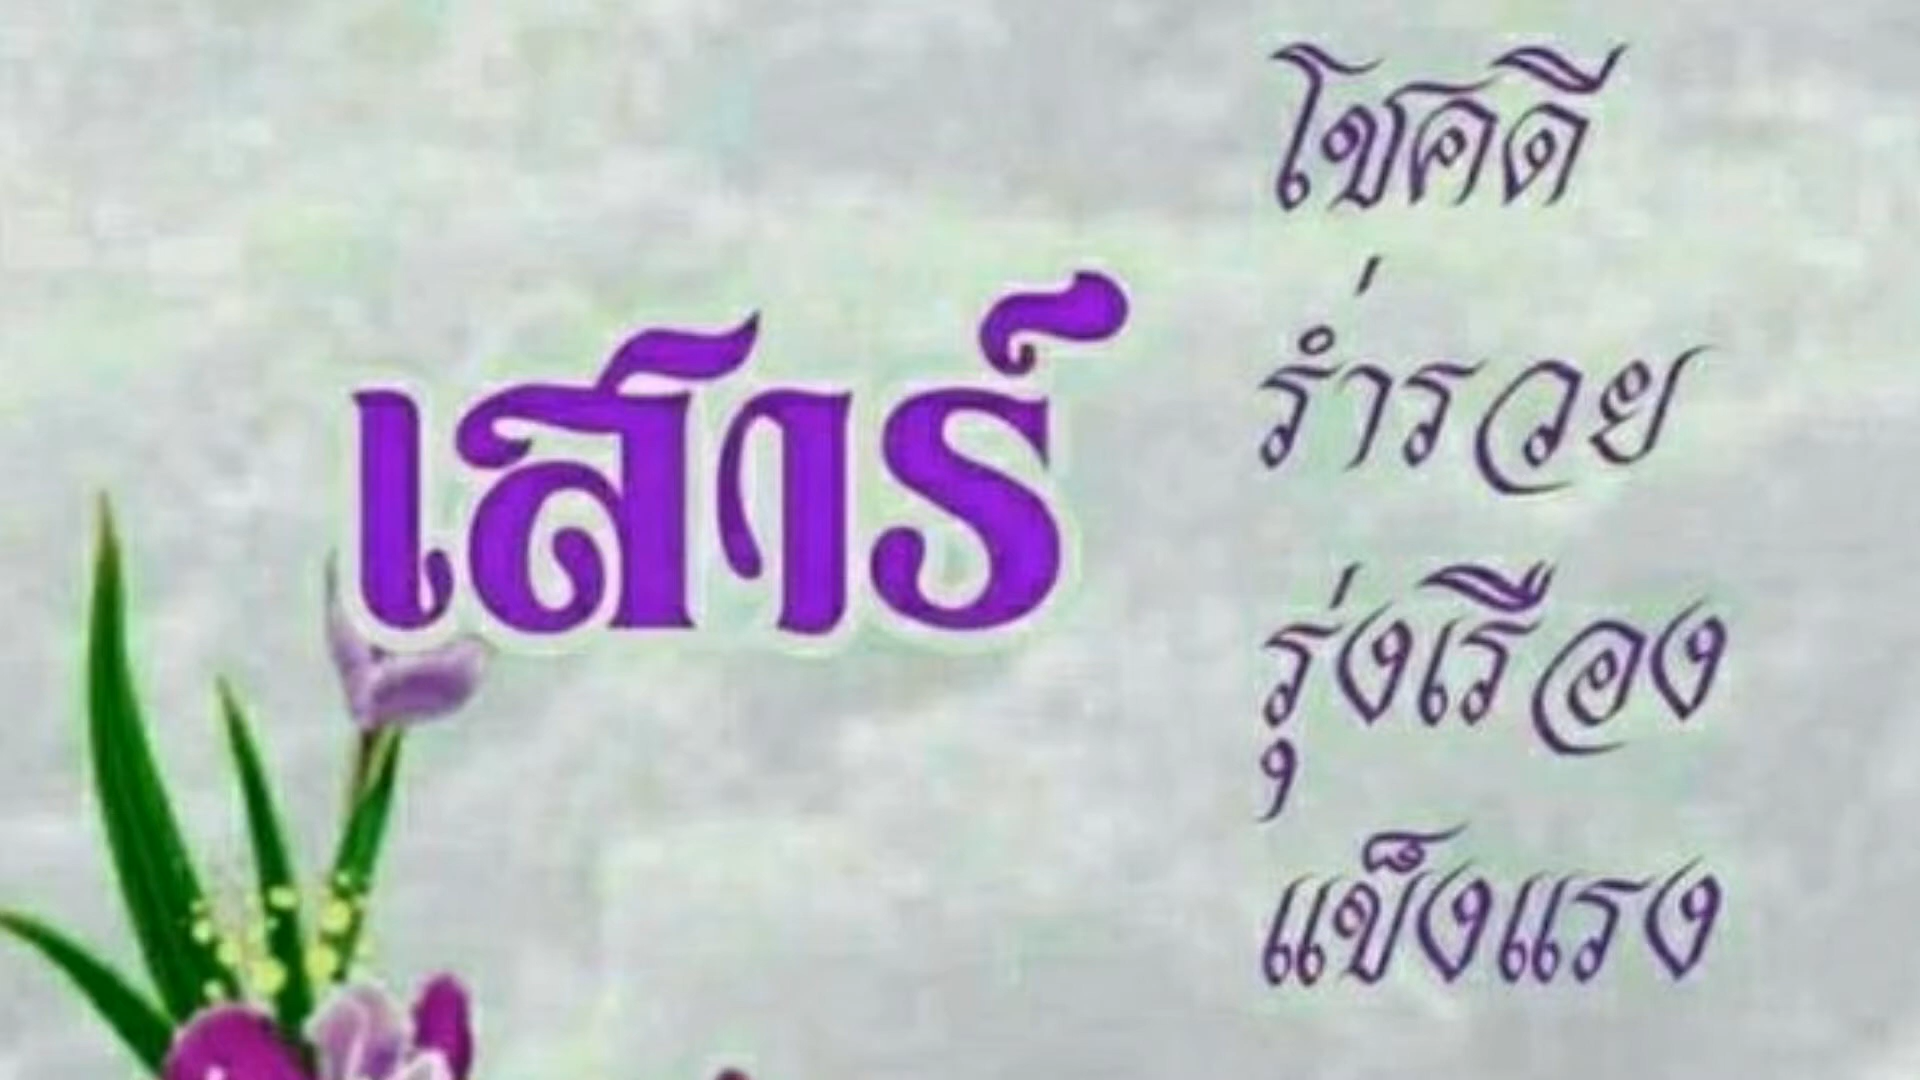 เสาร์
โชคดี
ร่ำรวย
รุ่งเรือง
แข็งแรง